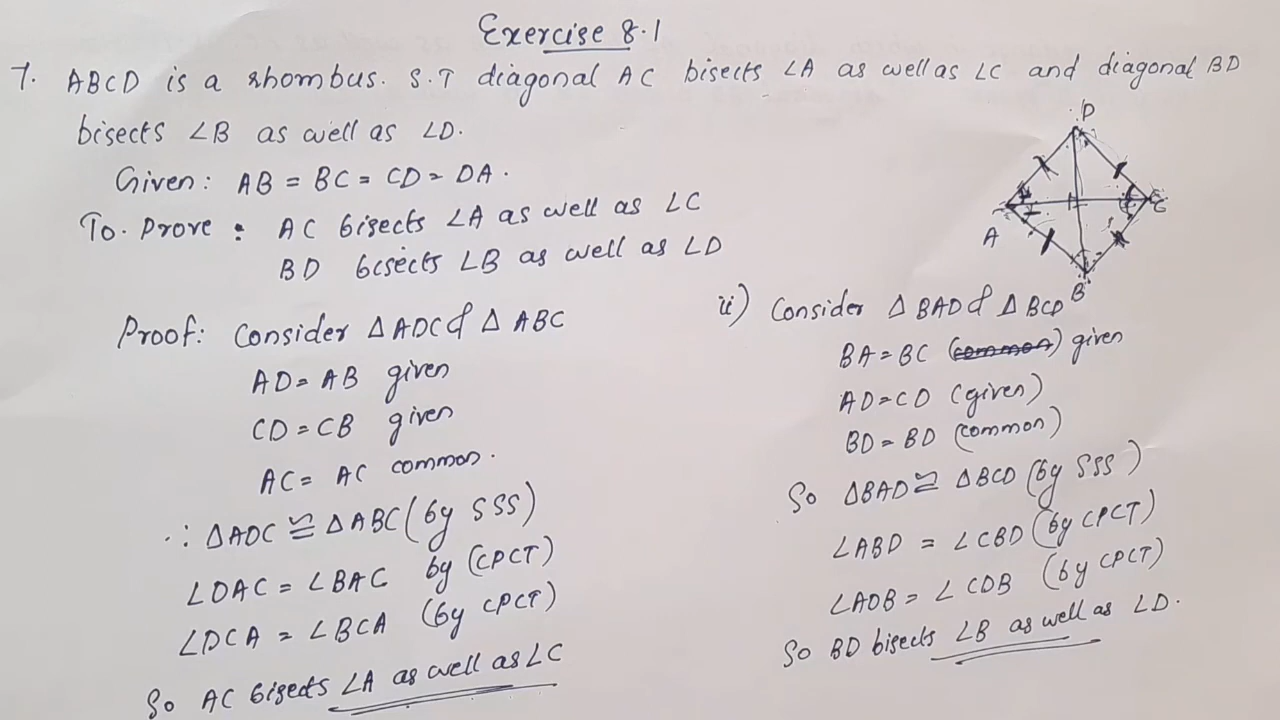 Exercise 8.1
7. ABCD is a rhombus. S.T diagonal AC bisects ∠A as well as ∠C and diagonal BD
bisects ∠B as well as ∠D.
Given: AB = BC = CD = DA.
To Prove : AC bisects ∠A as well as ∠C
BD bisects ∠B as well as ∠D
D
A
C
B
Proof: Consider ΔADC & ΔABC
AD = AB given
CD = CB given
AC = AC common.
∴ ΔADC ≅ ΔABC (by SSS)
∠DAC = ∠BAC by (CPCT)
∠DCA = ∠BCA (by CPCT)
So AC bisects ∠A as well as ∠C
ii) Consider ΔBAD & ΔBCD
BA = BC (common) given
AD = CD (given)
BD = BD (common)
So ΔBAD ≅ ΔBCD (by SSS)
∠ABD = ∠CBD (by CPCT)
∠ADB = ∠CDB (by CPCT)
So BD bisects ∠B as well as ∠D.